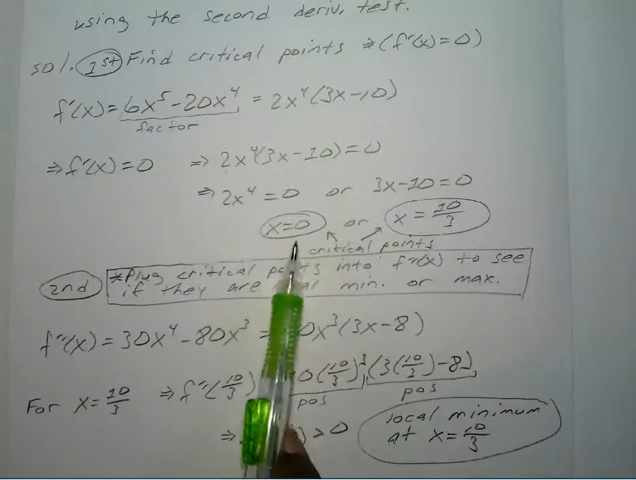 using the second deriv. test.
sol. 1st Find critical points ⇒ (f'(x)=0)
f'(x) = 6x⁵ - 20x⁴ = 2x⁴(3x-10)
factor
⇒ f'(x)=0 ⇒ 2x⁴(3x-10)=0
⇒ 2x⁴=0 or 3x-10=0
x=0 or x=10/3
critical points
2nd *Plug critical points into f"(x) to see
if they are al min. or max.
f"(x) = 30x⁴ - 80x³ = 0x³(3x-8)
For x=10/3 ⇒ f"(10/3) 0(10/3)³(3(10/3)-8)
pos pos
⇒ ) > 0 local minimum
at x=10/3